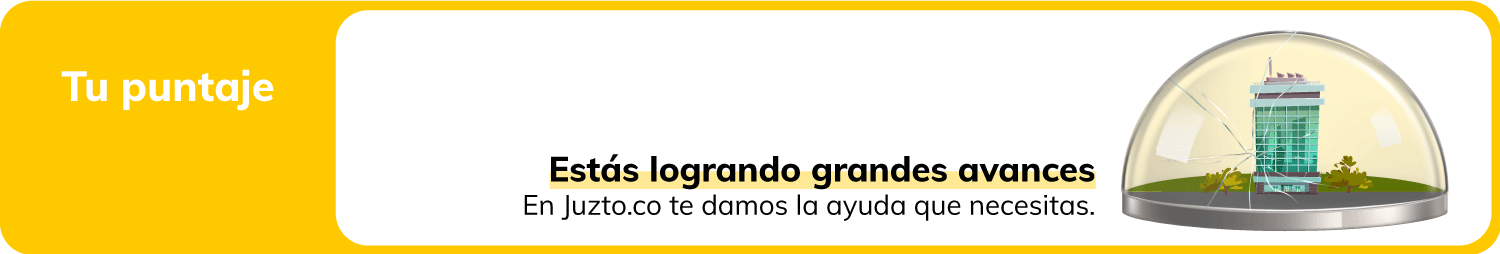 Tu puntaje
Estás logrando grandes avances
En Juzto.co te damos la ayuda que necesitas.